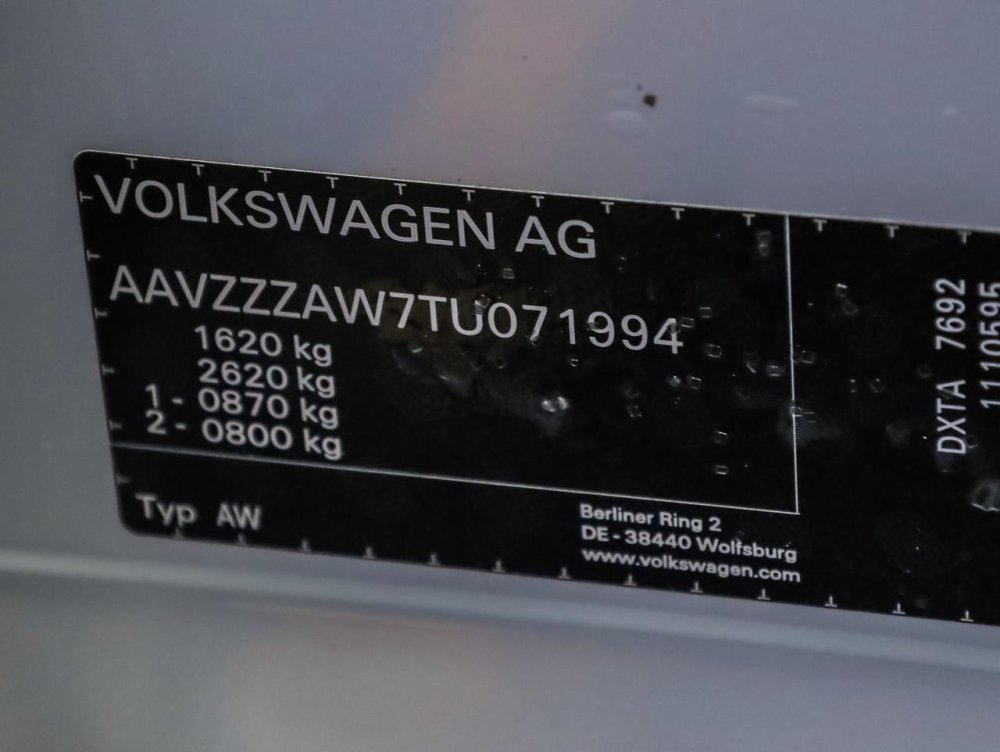 VOLKSWAGEN AG
AAVZZZAW7TU071994
1620 kg
2620 kg
1 - 0870 kg
2 - 0800 kg
Typ AW
Berliner Ring 2
DE - 38440 Wolfsburg
www.volkswagen.com
DXTA 7692
1110595